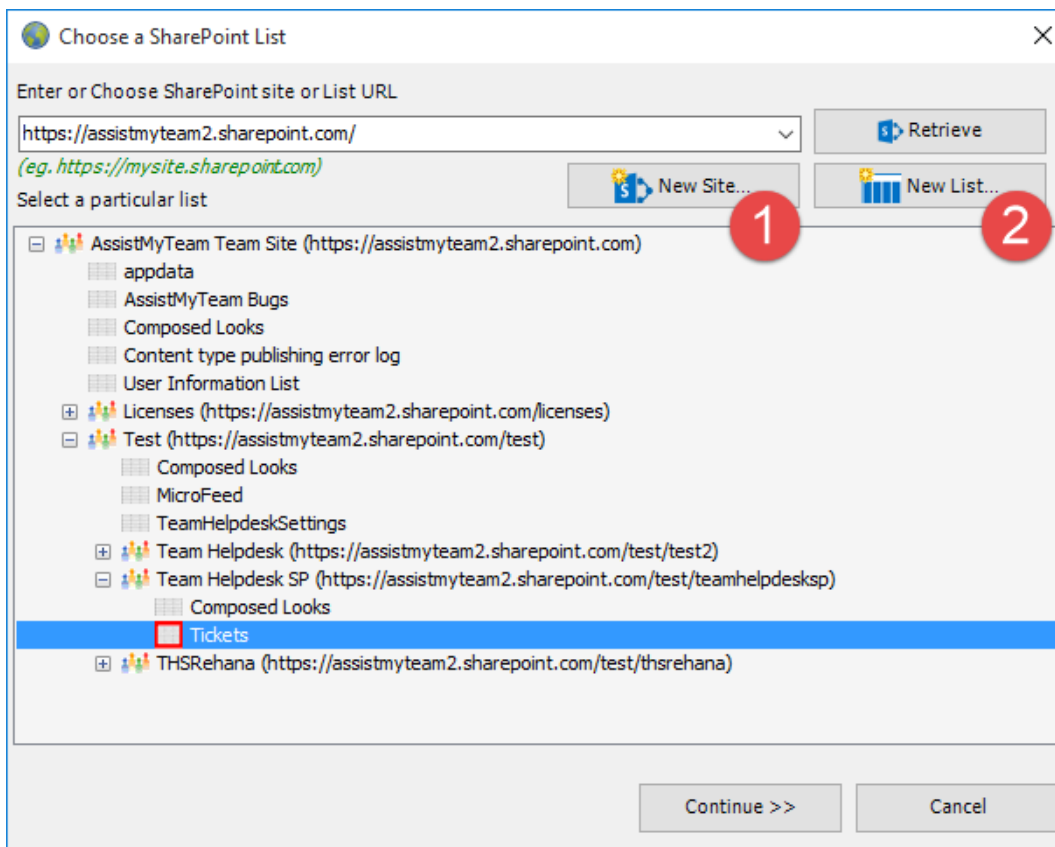 Choose a SharePoint List
Enter or Choose SharePoint site or List URL
https://assistmyteam2.sharepoint.com/
Retrieve
(eg. https://mysite.sharepoint.com)
New Site...
New List...
Select a particular list
1
2
AssistMyTeam Team Site (https://assistmyteam2.sharepoint.com)
appdata
AssistMyTeam Bugs
Composed Looks
Content type publishing error log
User Information List
Licenses (https://assistmyteam2.sharepoint.com/licenses)
Test (https://assistmyteam2.sharepoint.com/test)
Composed Looks
MicroFeed
TeamHelpdeskSettings
Team Helpdesk (https://assistmyteam2.sharepoint.com/test/test2)
Team Helpdesk SP (https://assistmyteam2.sharepoint.com/test/teamhelpdesksp)
Composed Looks
Tickets
THSRehana (https://assistmyteam2.sharepoint.com/test/thsrehana)
Continue >>
Cancel